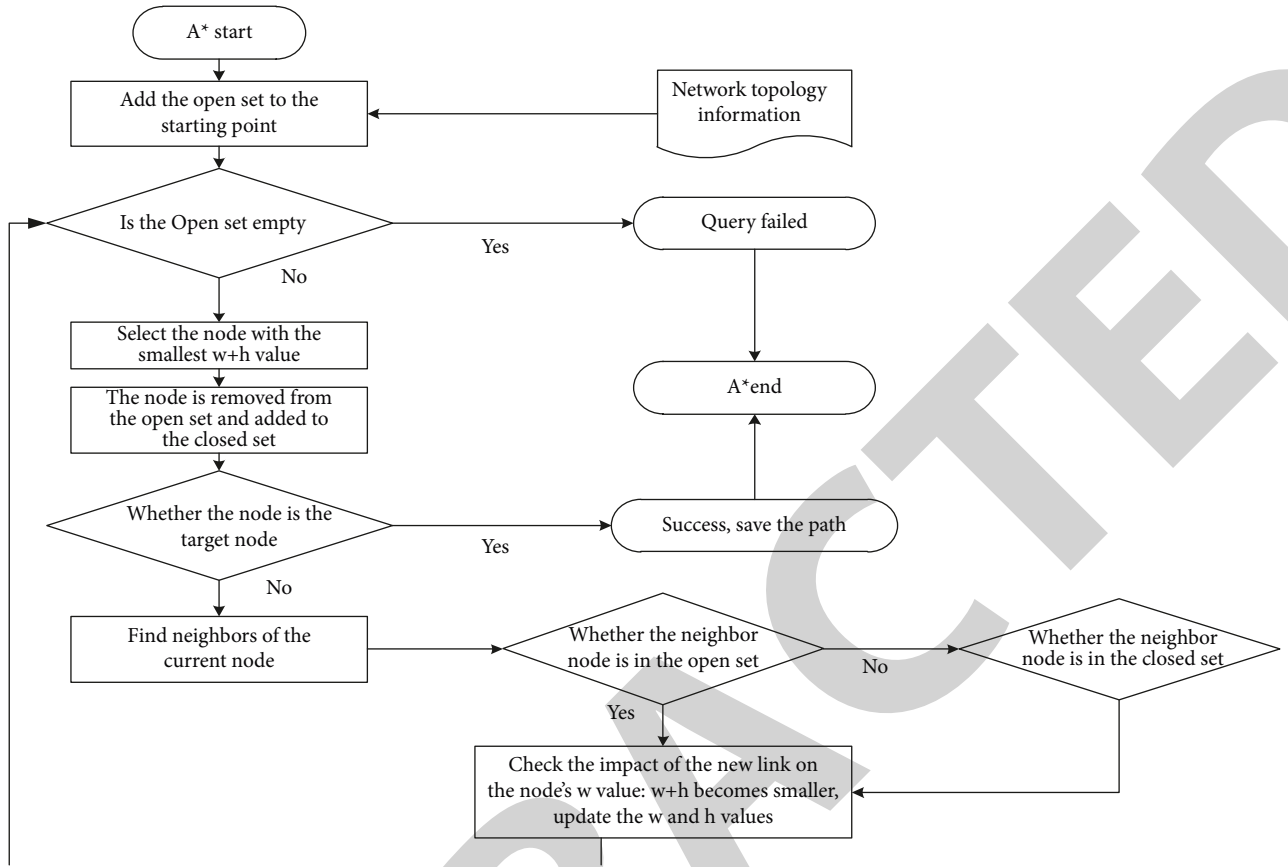 A* start
Add the open set to the
starting point
Network topology
information
Is the Open set empty
Yes
Query failed
No
Select the node with the
smallest w+h value
The node is removed from
the open set and added to
the closed set
A*end
Whether the node is the
target node
Yes
Success, save the path
No
Find neighbors of the
current node
Whether the neighbor
node is in the open set
No
Whether the neighbor
node is in the closed set
Yes
Check the impact of the new link on
the node's w value: w+h becomes smaller,
update the w and h values